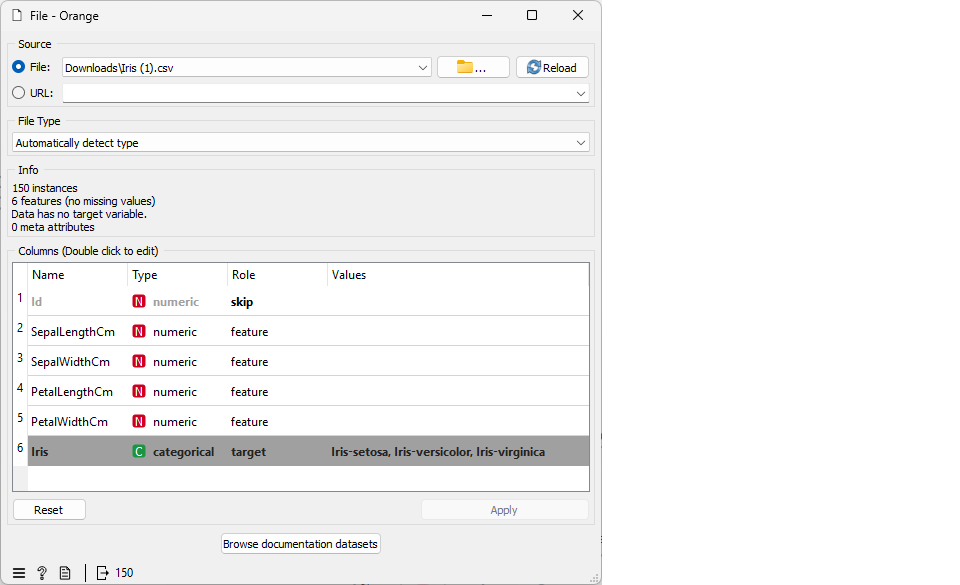 File - Orange
Source
File: Downloads\Iris (1).csv ... Reload
URL:
File Type
Automatically detect type
Info
150 instances
6 features (no missing values)
Data has no target variable.
0 meta attributes
Columns (Double click to edit)
Name Type Role Values
1 Id N numeric skip
2 SepalLengthCm N numeric feature
3 SepalWidthCm N numeric feature
4 PetalLengthCm N numeric feature
5 PetalWidthCm N numeric feature
6 Iris C categorical target Iris-setosa, Iris-versicolor, Iris-virginica
Reset Apply
Browse documentation datasets
? 150